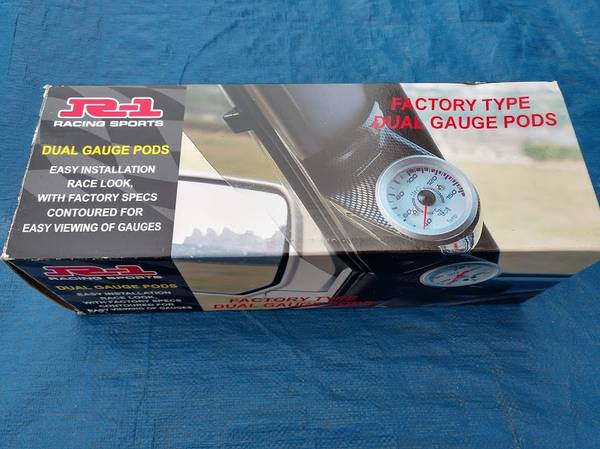 R-1
RACING SPORTS
DUAL GAUGE PODS
EASY INSTALLATION
RACE LOOK,
WITH FACTORY SPECS
CONTOURED FOR
EASY VIEWING OF GAUGES
FACTORY TYPE
DUAL GAUGE PODS
R-1
RACING SPORTS
DUAL GAUGE PODS
EASY INSTALLATION
RACE LOOK,
WITH FACTORY SPECS
CONTOURED FOR
EASY VIEWING OF GAUGES
FACTORY TYPE
DUAL GAUGE PODS